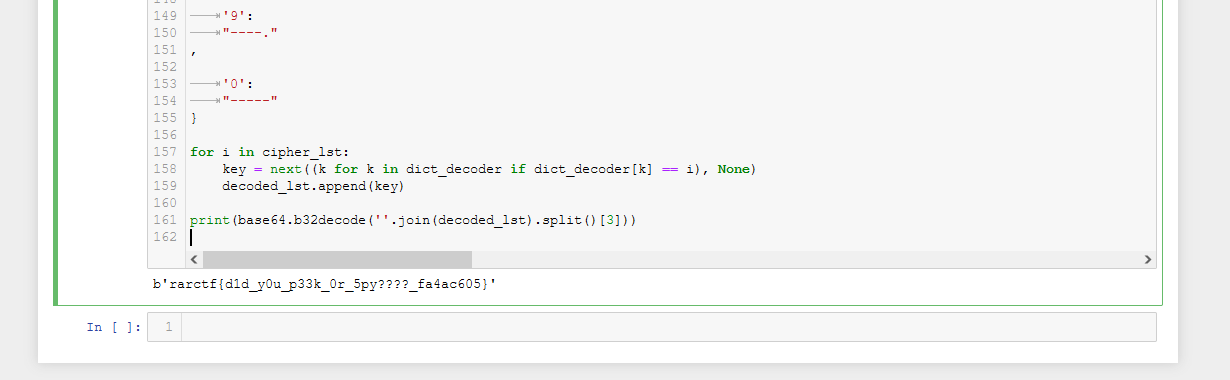 149 '9':
150 "----."
151 ,
152
153 '0':
154 "-----"
155 }
156
157 for i in cipher_lst:
158 key = next((k for k in dict_decoder if dict_decoder[k] == i), None)
159 decoded_lst.append(key)
160
161 print(base64.b32decode(''.join(decoded_lst).split()[3]))
162
b'rarctf{d1d_y0u_p33k_0r_5py????_fa4ac605}'
In [ ]: 1